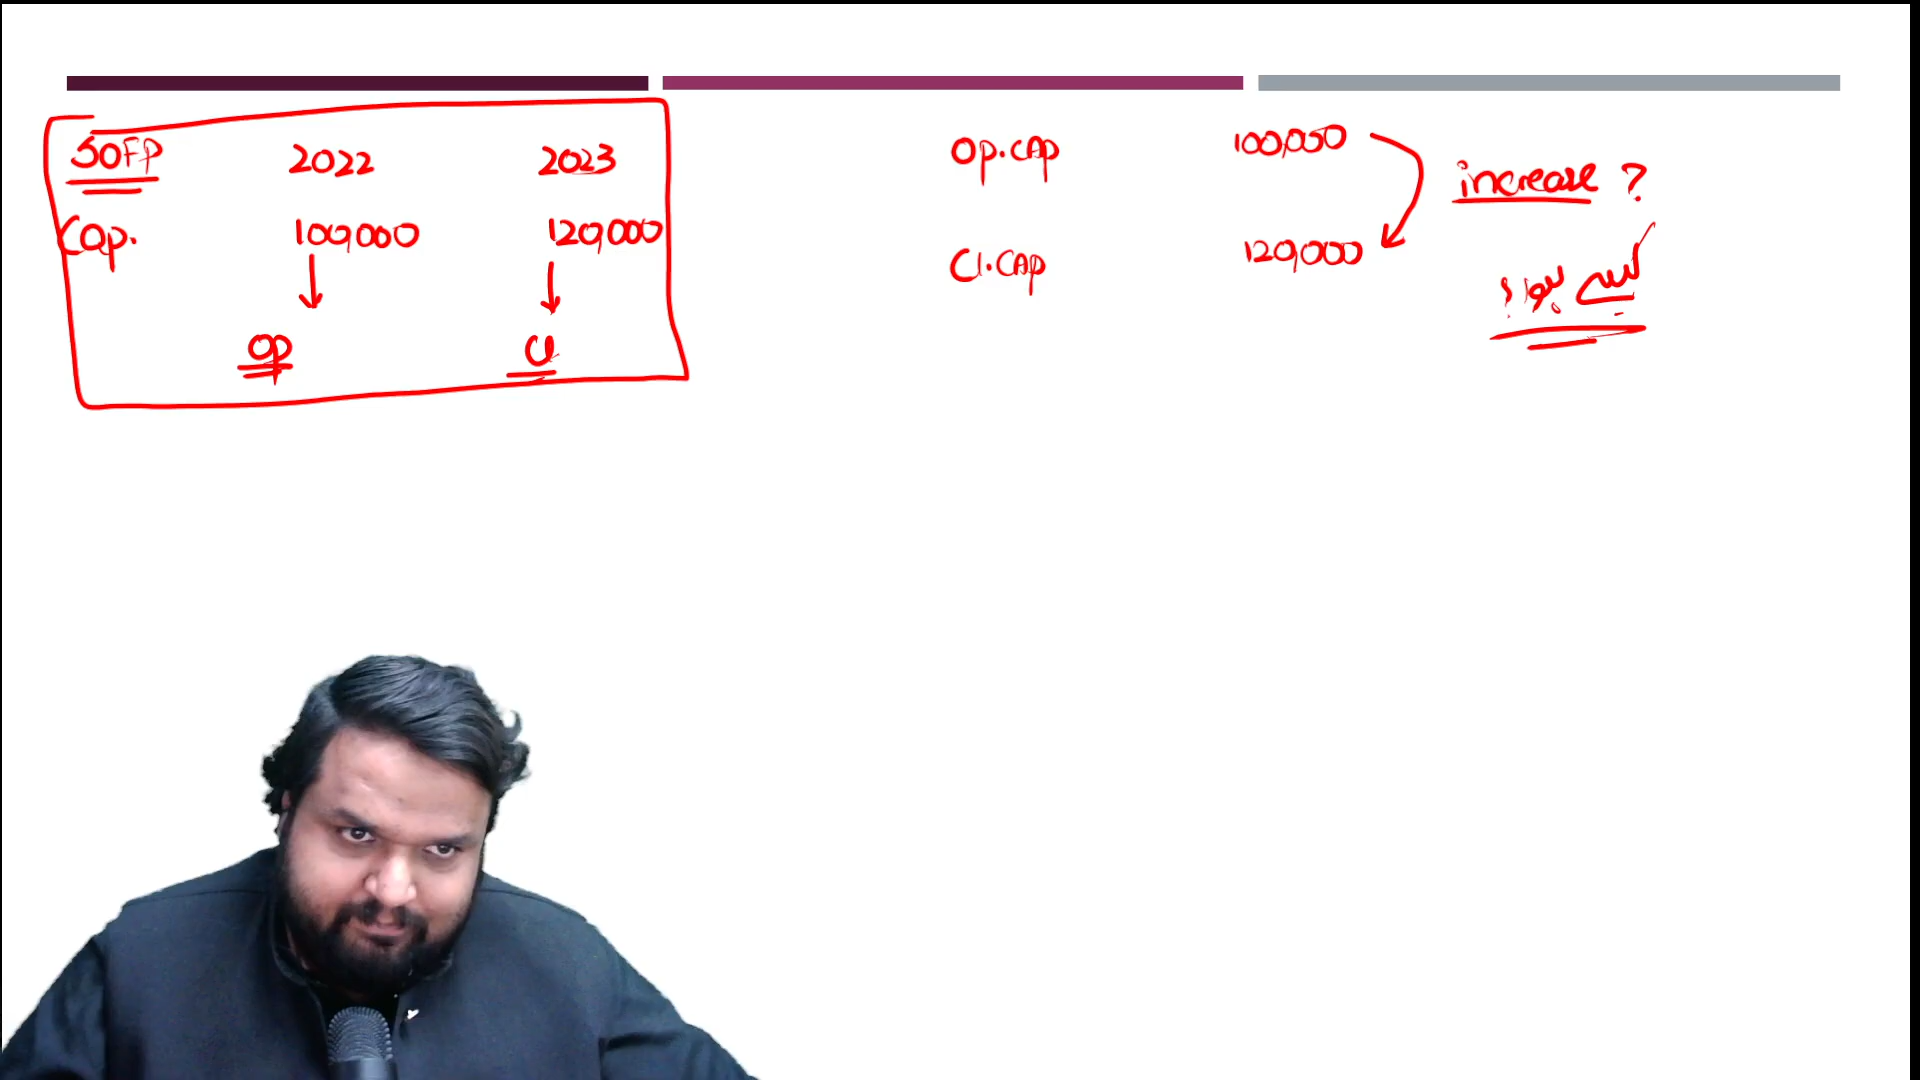 SOFP 2022 2023
Cap. 100,000 120,000
OP Cl
Op.CAp 100,000
Cl.CAp 120,000
increase ?
کیسے ہوا؟